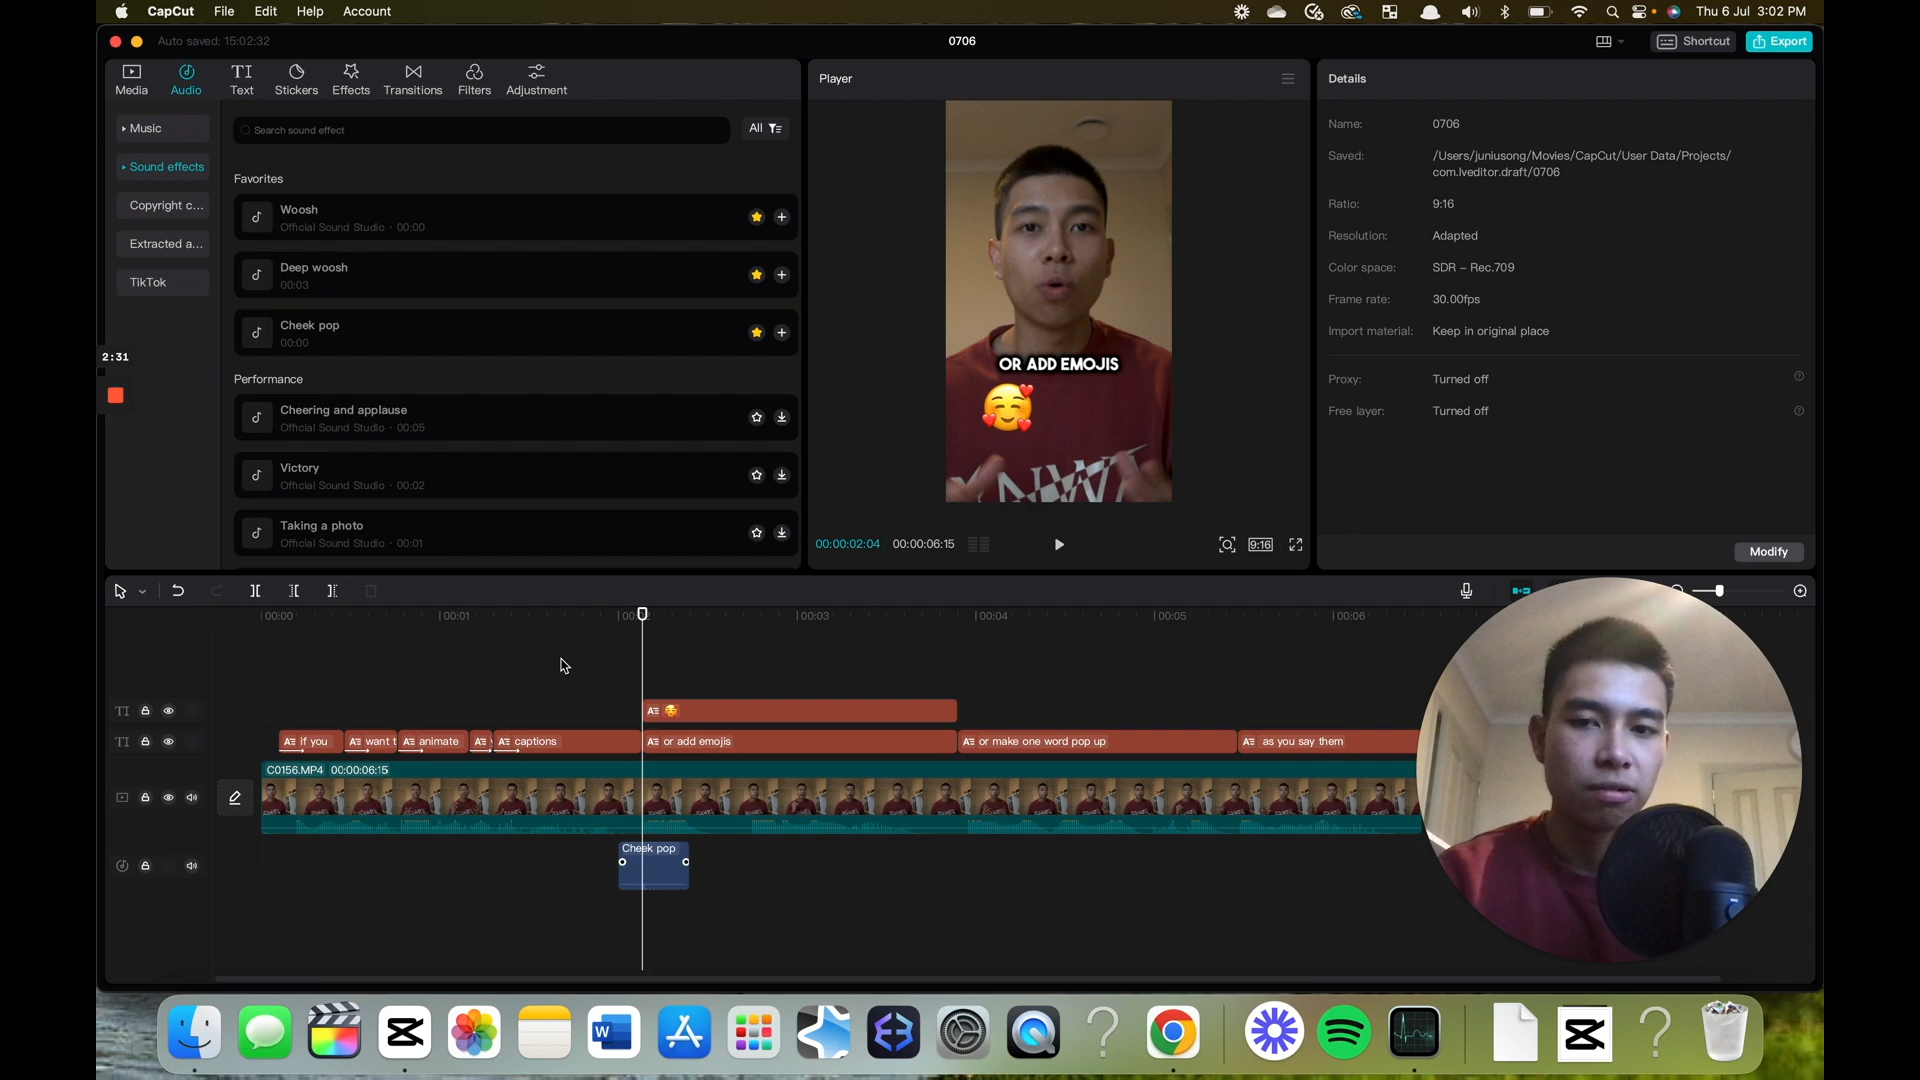 CapCut File Edit Help Account
Thu 6 Jul 3:02 PM
Auto saved: 15:02:32
0706
Shortcut
Export
Media
Audio
TI
Text
Stickers
Effects
Transitions
Filters
Adjustment
Music
Sound effects
Copyright c...
Extracted a...
TikTok
Search sound effect
All
Favorites
Woosh
Official Sound Studio · 00:00
Deep woosh
00:03
Cheek pop
00:00
Performance
Cheering and applause
Official Sound Studio · 00:05
Victory
Official Sound Studio · 00:02
Taking a photo
Official Sound Studio · 00:01
2:31
Player
OR ADD EMOJIS
00:00:02:04 00:00:06:15
9:16
Details
Name: 0706
Saved: /Users/juniusong/Movies/CapCut/User Data/Projects/
com.lveditor.draft/0706
Ratio: 9:16
Resolution: Adapted
Color space: SDR – Rec.709
Frame rate: 30.00fps
Import material: Keep in original place
Proxy: Turned off
Free layer: Turned off
Modify
00:00 00:01 00:03 00:04 00:05 00:06
TI
A
TI
A if you A want t A animate A captions A or add emojis A or make one word pop up A as you say them
C0156.MP4 00:00:06:15
Cheek pop
W